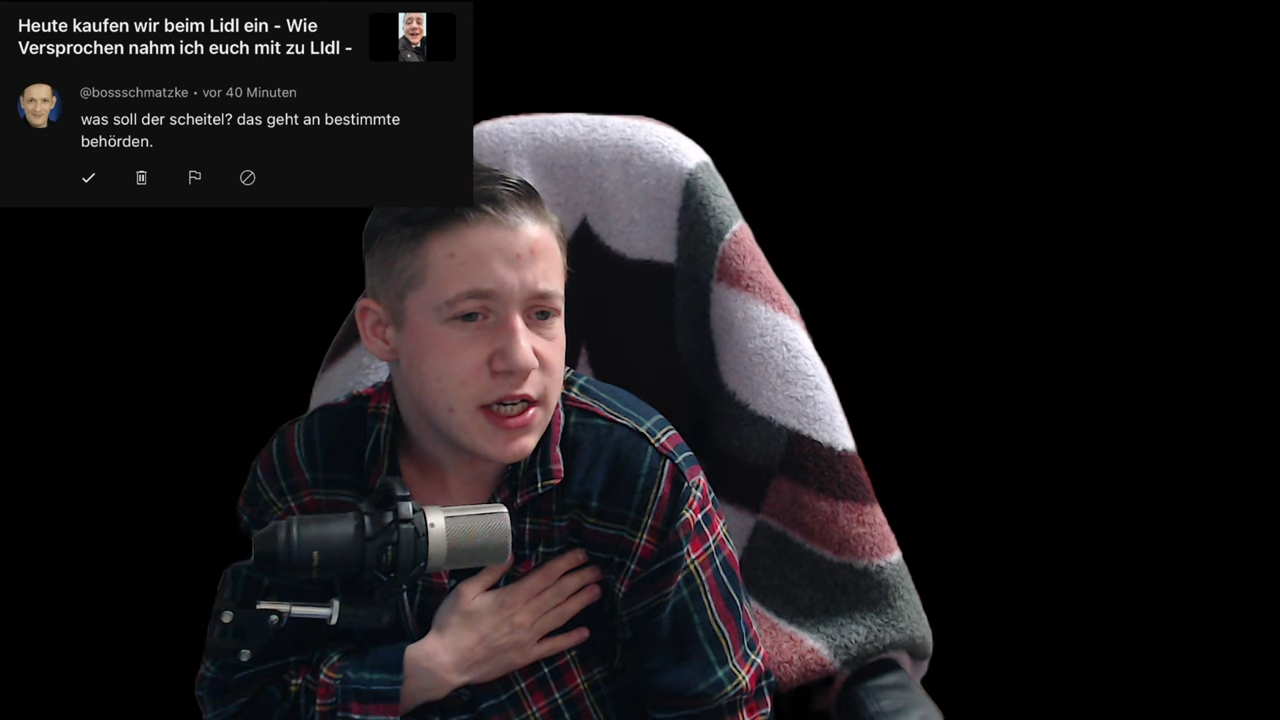 Heute kaufen wir beim Lidl ein - Wie
Versprochen nahm ich euch mit zu LIdl -
@bossschmatzke • vor 40 Minuten
was soll der scheitel? das geht an bestimmte
behörden.